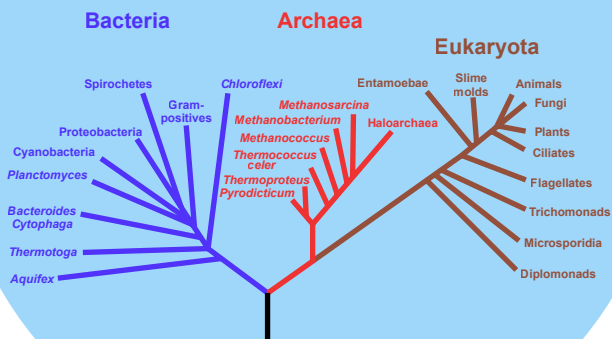 Bacteria
Archaea
Eukaryota
Spirochetes
Chloroflexi
Gram-
positives
Proteobacteria
Cyanobacteria
Planctomyces
Bacteroides
Cytophaga
Thermotoga
Aquifex
Methanosarcina
Methanobacterium
Haloarchaea
Methanococcus
Thermococcus
celer
Thermoproteus
Pyrodicticum
Entamoebae
Slime
molds
Animals
Fungi
Plants
Ciliates
Flagellates
Trichomonads
Microsporidia
Diplomonads